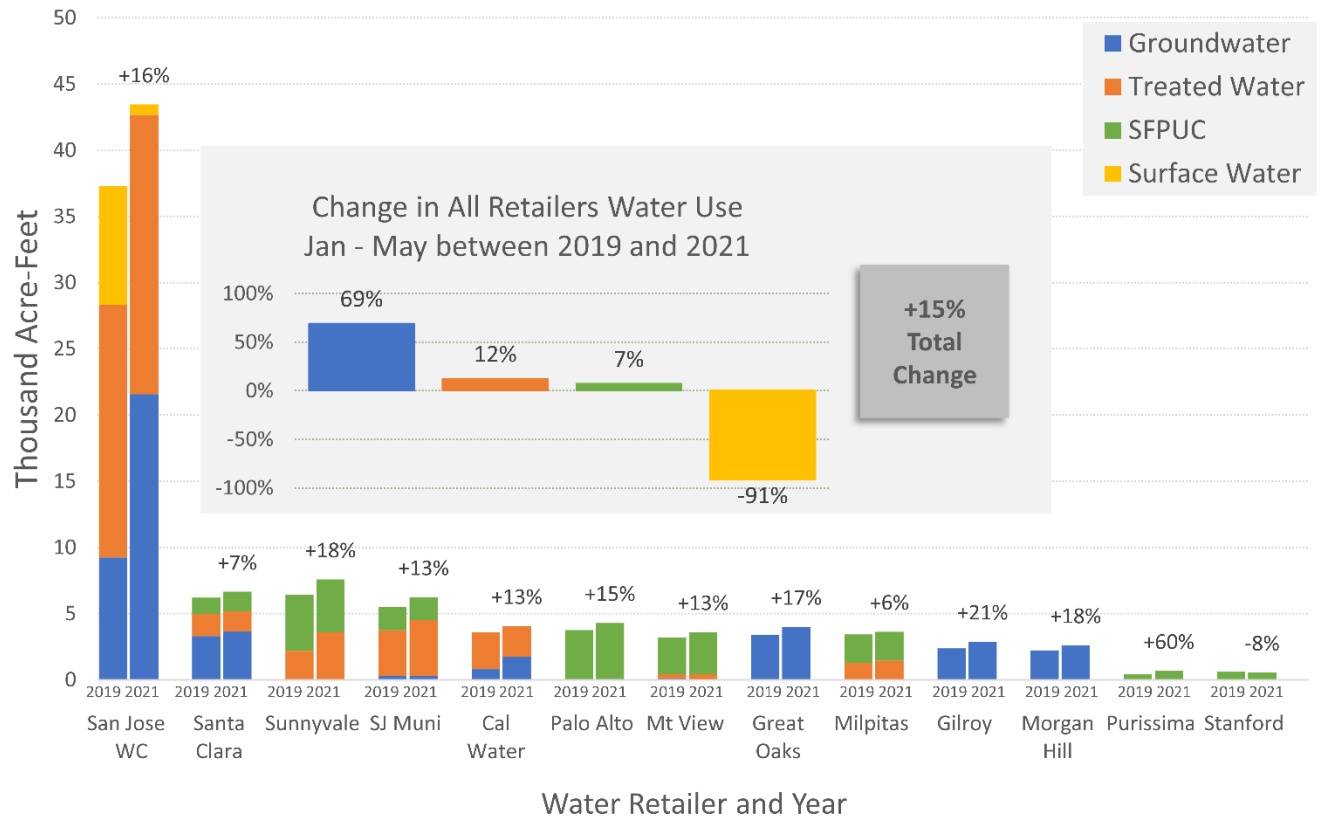 50
45
40
35
30
25
20
15
10
5
0
Thousand Acre-Feet
Groundwater
Treated Water
SFPUC
Surface Water
Change in All Retailers Water Use
Jan - May between 2019 and 2021
100%
50%
0%
-50%
-100%
69%
12%
7%
-91%
+15%
Total
Change
+16%
+7%
+18%
+13%
+13%
+15%
+13%
+17%
+6%
+21%
+18%
+60%
-8%
2019 2021 2019 2021 2019 2021 2019 2021 2019 2021 2019 2021 2019 2021 2019 2021 2019 2021 2019 2021 2019 2021 2019 2021 2019 2021
San Jose WC
Santa Clara
Sunnyvale
SJ Muni
Cal Water
Palo Alto
Mt View
Great Oaks
Milpitas
Gilroy
Morgan Hill
Purissima
Stanford
Water Retailer and Year